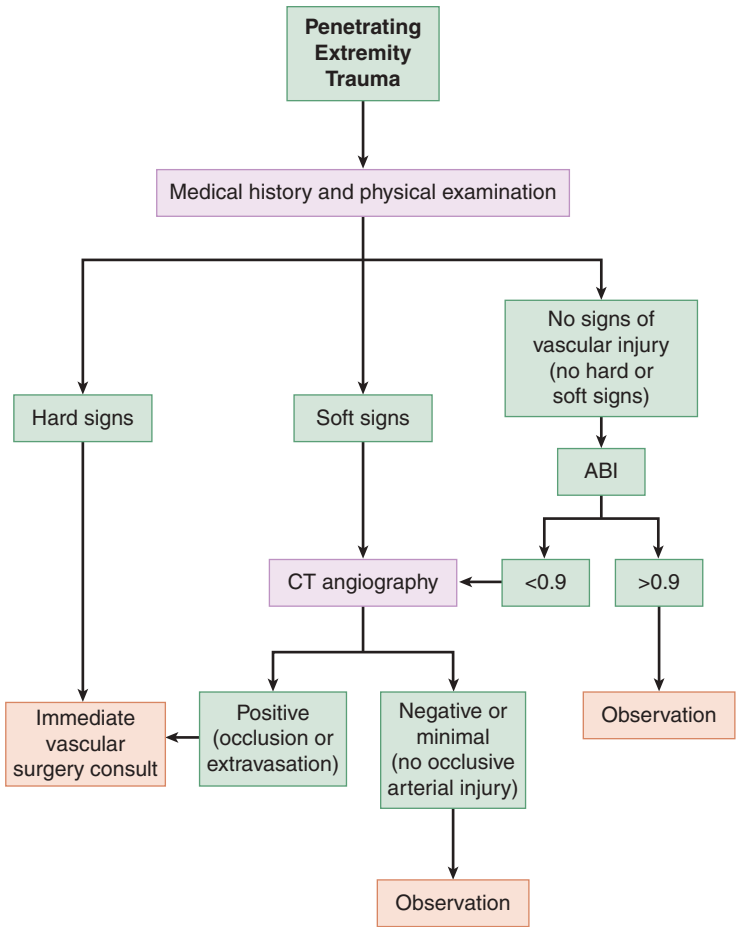 Penetrating
Extremity
Trauma
Medical history and physical examination
No signs of
vascular injury
(no hard or
soft signs)
Hard signs
Soft signs
ABI
CT angiography
<0.9
>0.9
Immediate
vascular
surgery consult
Positive
(occlusion or
extravasation)
Negative or
minimal
(no occlusive
arterial injury)
Observation
Observation